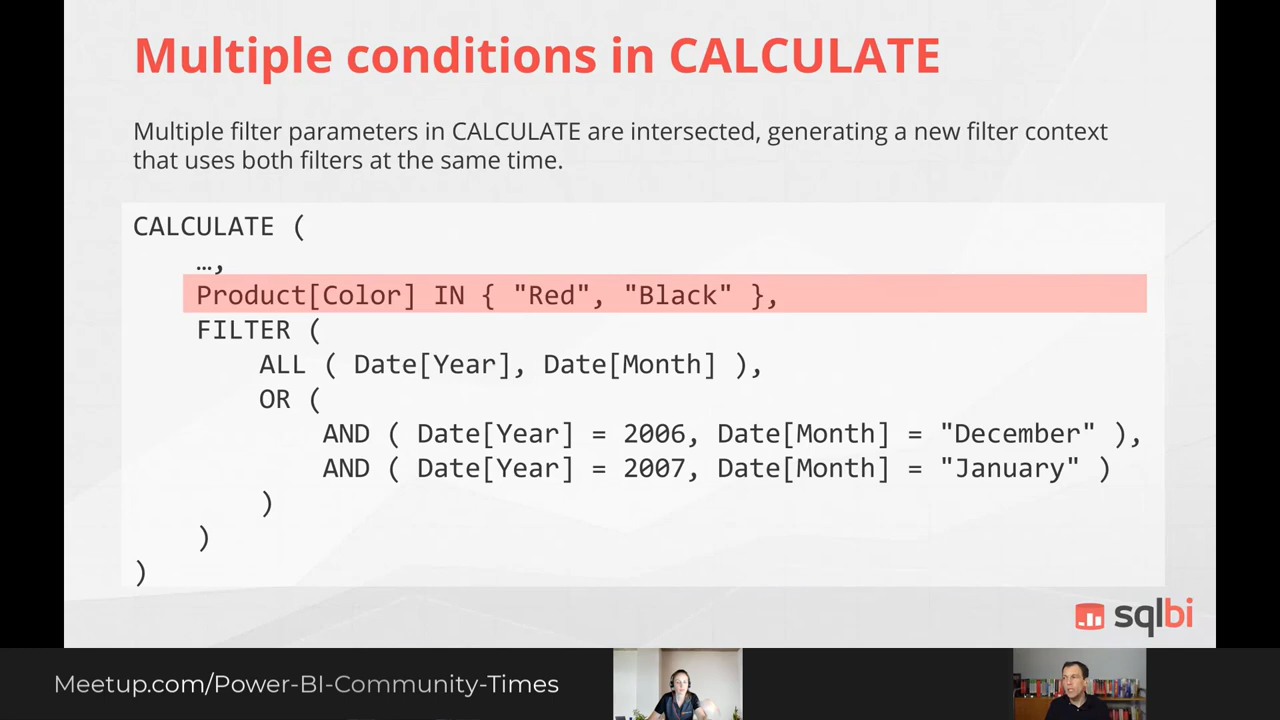 Multiple conditions in CALCULATE
Multiple filter parameters in CALCULATE are intersected, generating a new filter context
that uses both filters at the same time.
CALCULATE (
    …,
    Product[Color] IN { "Red", "Black" },
    FILTER (
        ALL ( Date[Year], Date[Month] ),
        OR (
            AND ( Date[Year] = 2006, Date[Month] = "December" ),
            AND ( Date[Year] = 2007, Date[Month] = "January" )
        )
    )
)
sqlbi
Meetup.com/Power-BI-Community-Times